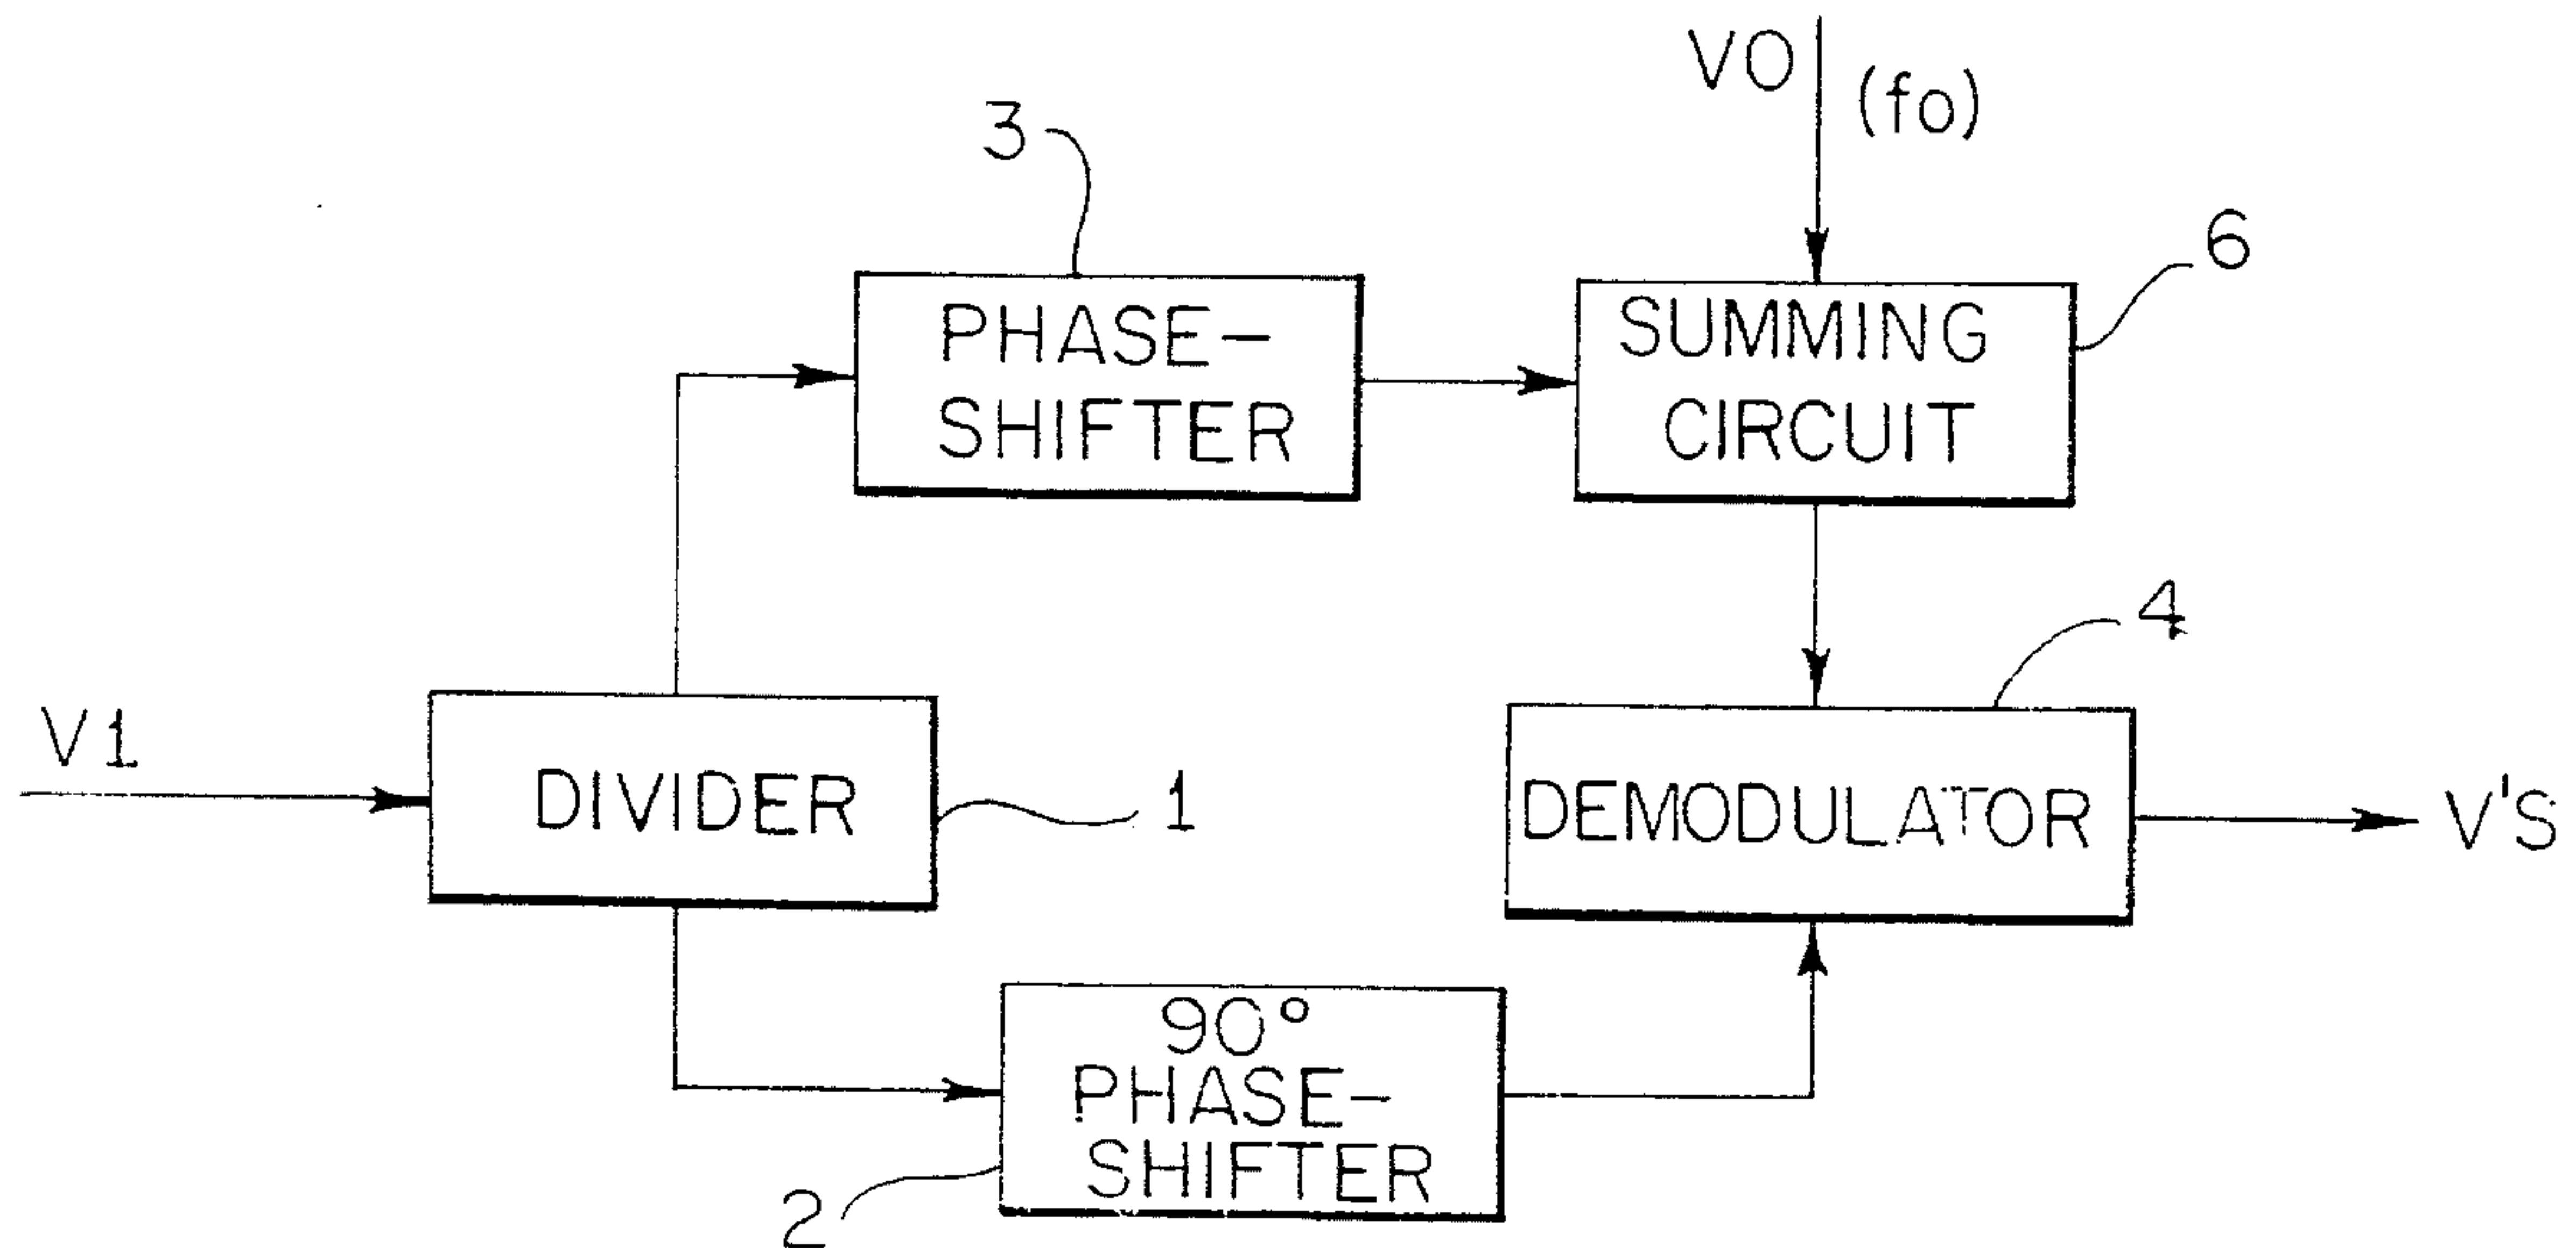 VO
(fo)
3
6
PHASE-
SHIFTER
SUMMING
CIRCUIT
4
V1
DIVIDER
1
DEMODULATOR
V'S
90°
PHASE-
SHIFTER
2